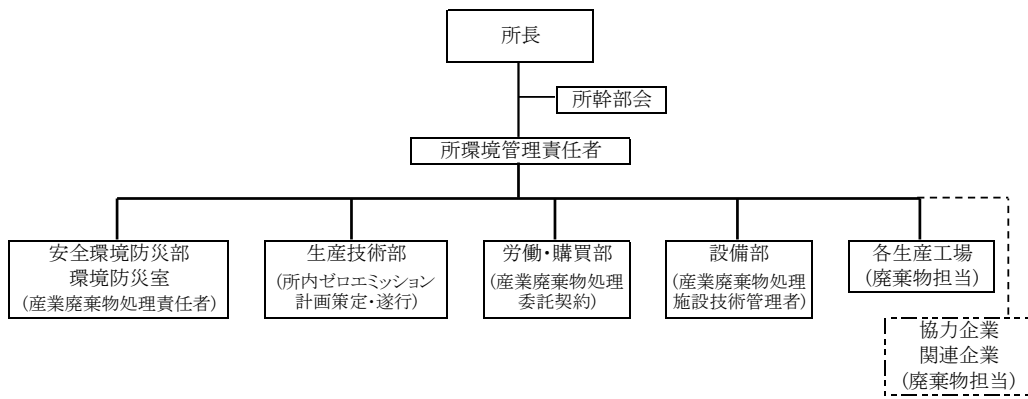 所長
所幹部会
所環境管理責任者
安全環境防災部
環境防災室
(産業廃棄物処理責任者)
生産技術部
(所内ゼロエミッション
計画策定・遂行)
労働・購買部
(産業廃棄物処理
委託契約)
設備部
(産業廃棄物処理
施設技術管理者)
各生産工場
(廃棄物担当)
協力企業
関連企業
(廃棄物担当)